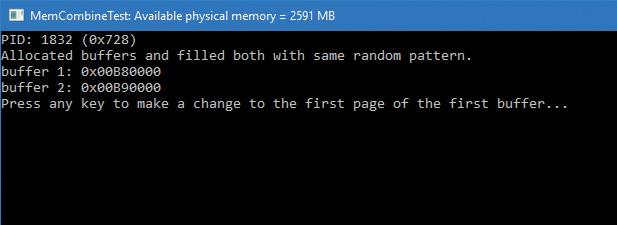 MemCombineTest: Available physical memory = 2591 MB
PID: 1832 (0x728)
Allocated buffers and filled both with same random pattern.
buffer 1: 0x00B80000
buffer 2: 0x00B90000
Press any key to make a change to the first page of the first buffer...